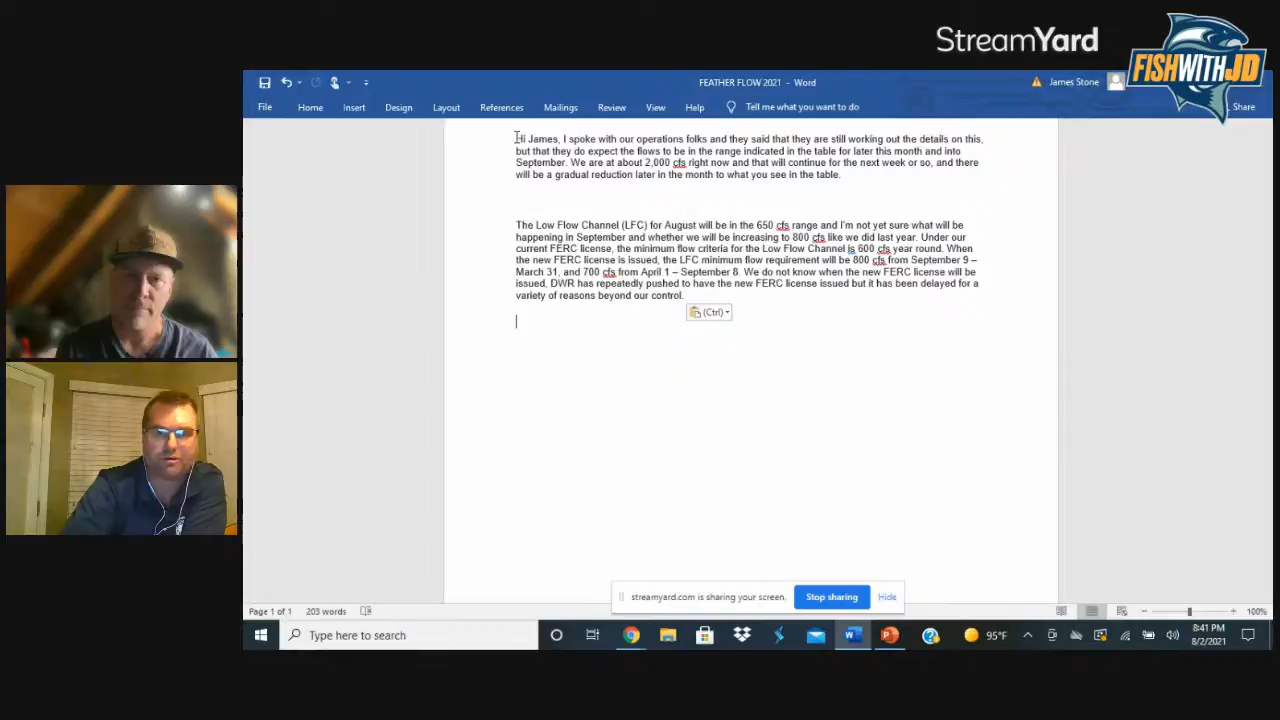 StreamYard
FISHWITHJD
FEATHER FLOW 2021 - Word
James Stone
File Home Insert Design Layout References Mailings Review View Help Tell me what you want to do Share
Hi James, I spoke with our operations folks and they said that they are still working out the details on this,
but that they do expect the flows to be in the range indicated in the table for later this month and into
September. We are at about 2,000 cfs right now and that will continue for the next week or so, and there
will be a gradual reduction later in the month to what you see in the table.
The Low Flow Channel (LFC) for August will be in the 650 cfs range and I'm not yet sure what will be
happening in September and whether we will be increasing to 800 cfs like we did last year. Under our
current FERC license, the minimum flow criteria for the Low Flow Channel is 600 cfs year round. When
the new FERC license is issued, the LFC minimum flow requirement will be 800 cfs from September 9 –
March 31, and 700 cfs from April 1 – September 8. We do not know when the new FERC license will be
issued, DWR has repeatedly pushed to have the new FERC license issued but it has been delayed for a
variety of reasons beyond our control.
(Ctrl)
streamyard.com is sharing your screen. Stop sharing Hide
Page 1 of 1 203 words 100%
Type here to search 95°F 8:41 PM
8/2/2021